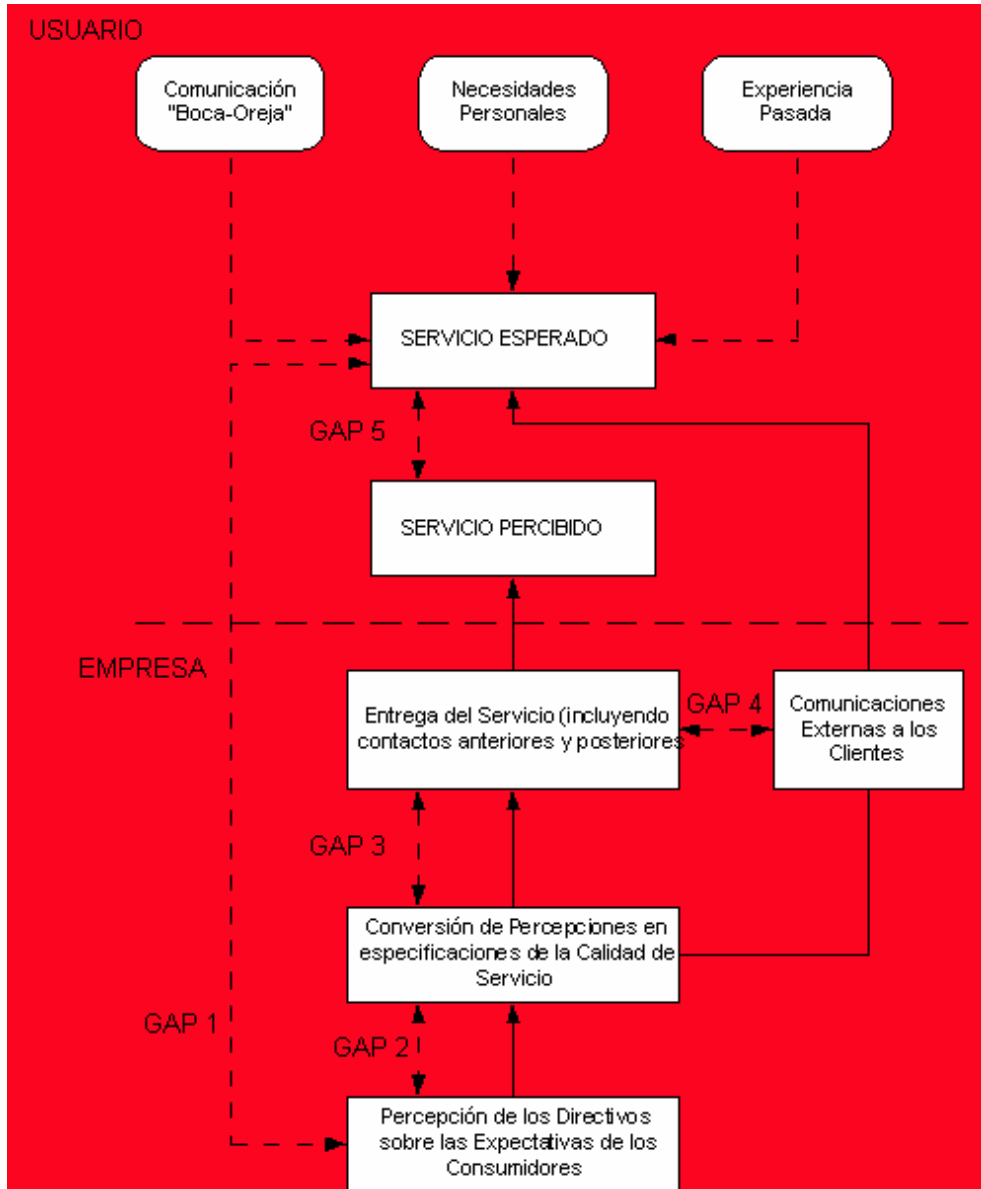 USUARIO
Comunicación
"Boca-Oreja"
Necesidades
Personales
Experiencia
Pasada
SERVICIO ESPERADO
GAP 5
SERVICIO PERCIBIDO
EMPRESA
Entrega del Servicio (incluyendo
contactos anteriores y posteriores
GAP 4
Comunicaciones
Externas a los
Clientes
GAP 3
Conversión de Percepciones en
especificaciones de la Calidad de
Servicio
GAP 1
GAP 2
Percepción de los Directivos
sobre las Expectativas de los
Consumidores